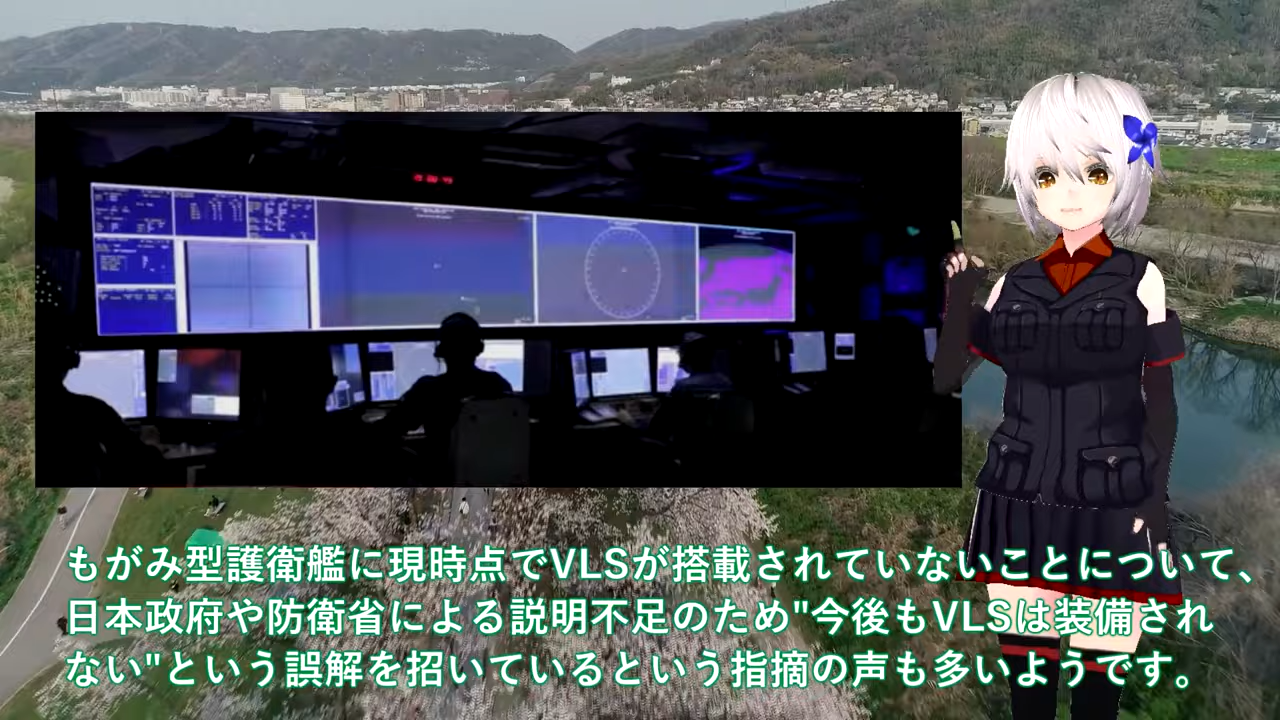 もがみ型護衛艦に現時点でVLSが搭載されていないことについて、
日本政府や防衛省による説明不足のため"今後もVLSは装備され
ない"という誤解を招いているという指摘の声も多いようです。